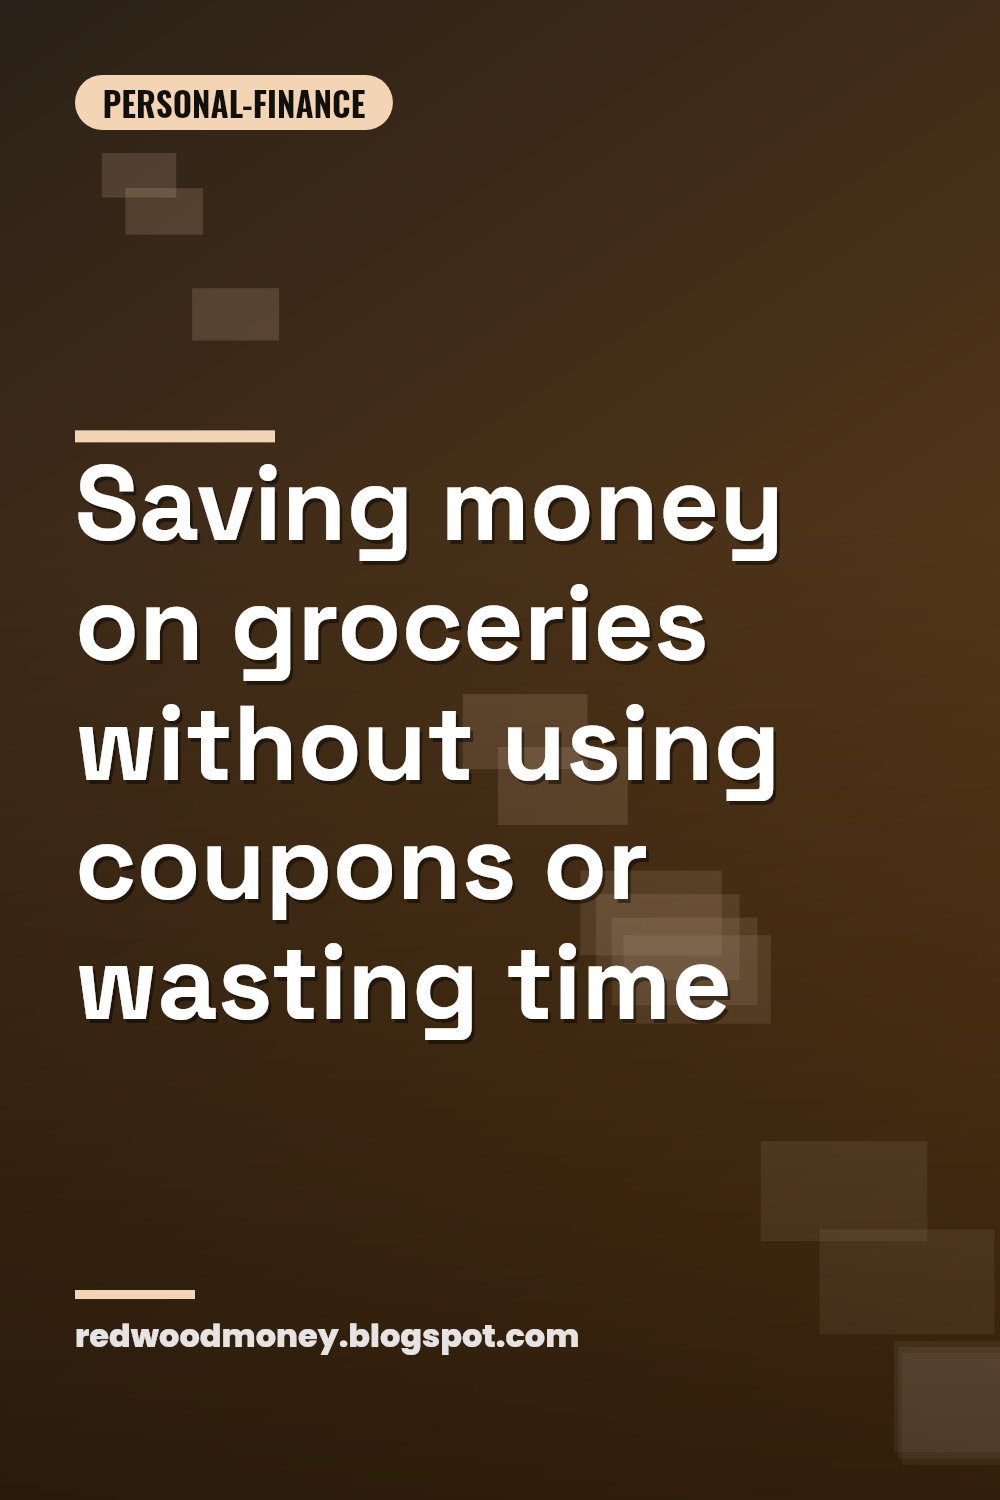 PERSONAL-FINANCE
Saving money
on groceries
without using
coupons or
wasting time
redwoodmoney.blogspot.com